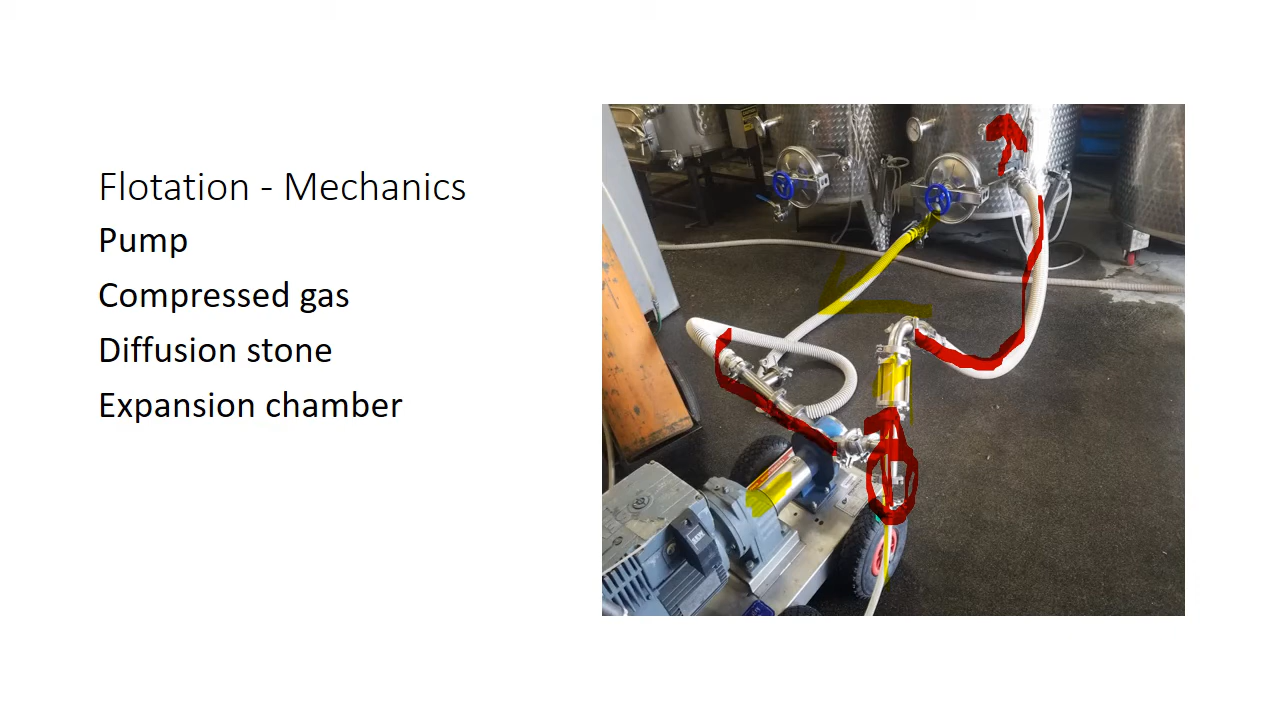 Flotation - Mechanics
Pump
Compressed gas
Diffusion stone
Expansion chamber